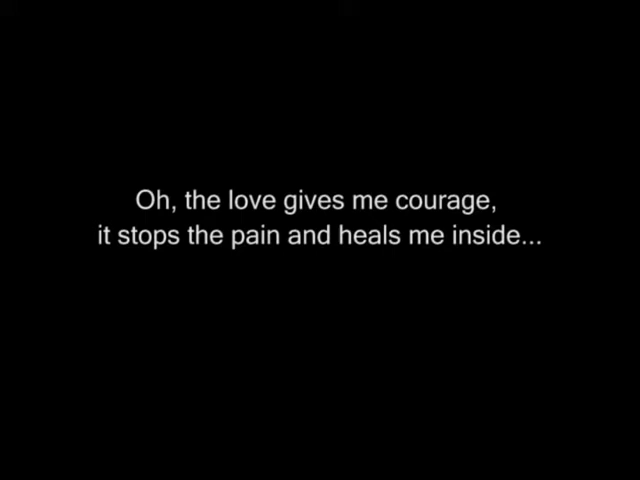 Oh, the love gives me courage,
it stops the pain and heals me inside...